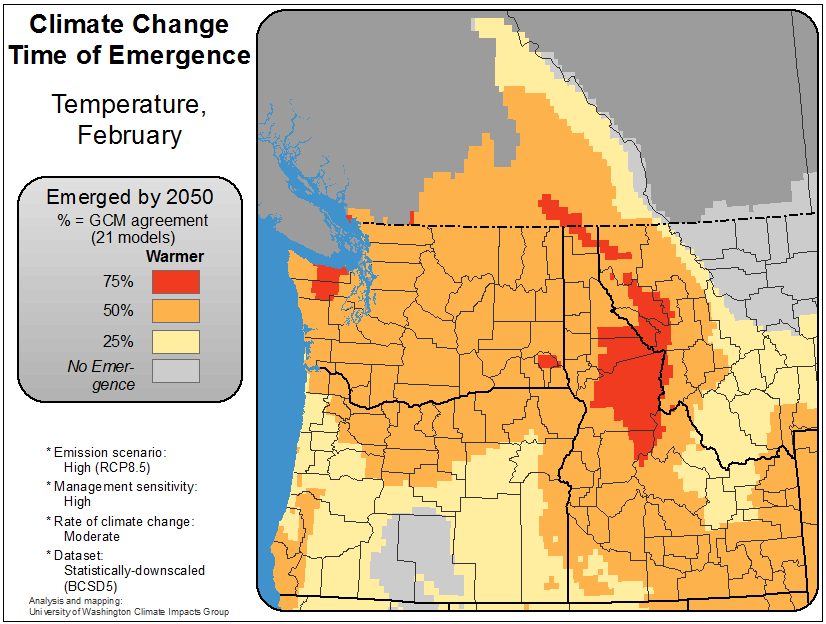 Climate Change
Time of Emergence
Temperature,
February
Emerged by 2050
% = GCM agreement
(21 models)
Warmer
75%
50%
25%
No Emer-
gence
* Emission scenario:
High (RCP8.5)
* Management sensitivity:
High
* Rate of climate change:
Moderate
* Dataset:
Statistically-downscaled
(BCSD5)
Analysis and mapping:
University of Washington Climate Impacts Group